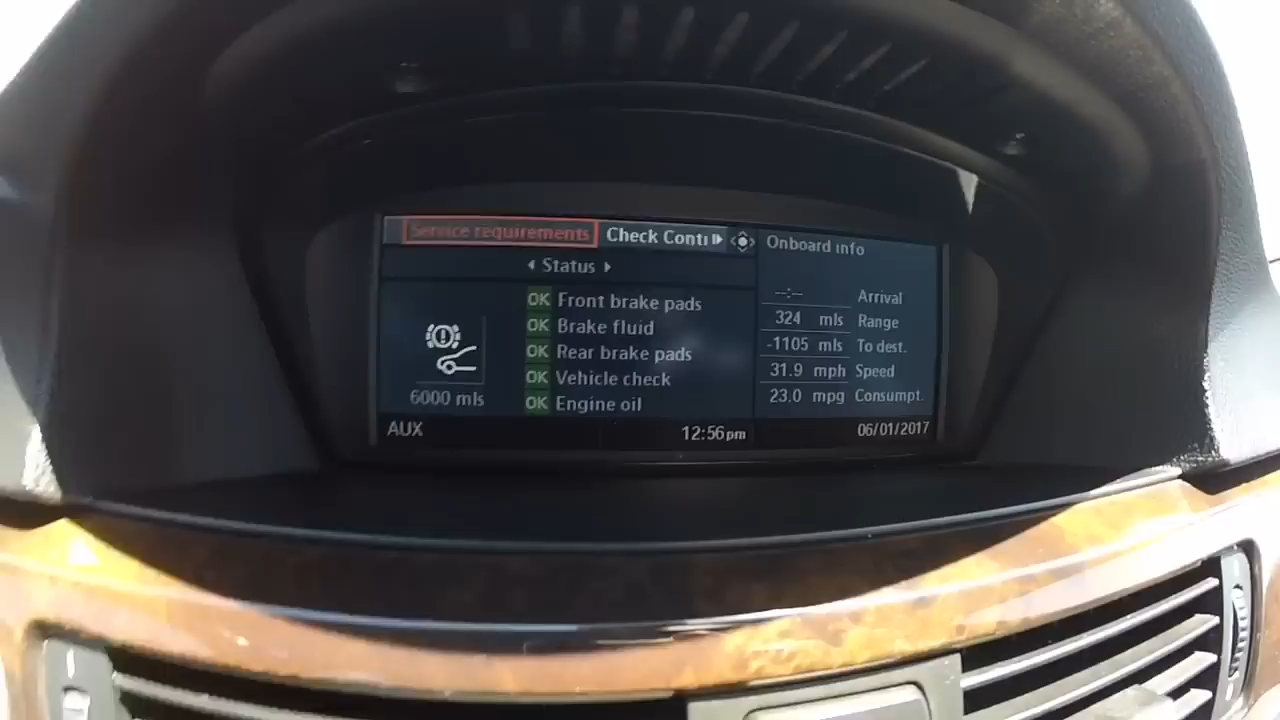 Service requirements Check Contr
Status
OK Front brake pads
OK Brake fluid
OK Rear brake pads
OK Vehicle check
OK Engine oil
6000 mls
Onboard info
--:-- Arrival
324 mls Range
-1105 mls To dest.
31.9 mph Speed
23.0 mpg Consumpt.
AUX 12:56pm 06/01/2017